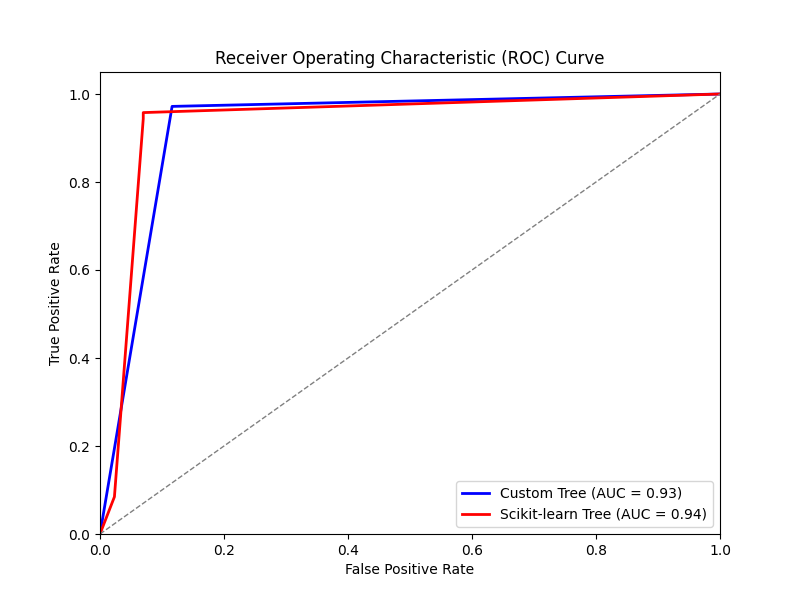 Receiver Operating Characteristic (ROC) Curve
True Positive Rate
1.0
0.8
0.6
0.4
0.2
0.0
0.0 0.2 0.4 0.6 0.8 1.0
False Positive Rate
Custom Tree (AUC = 0.93)
Scikit-learn Tree (AUC = 0.94)